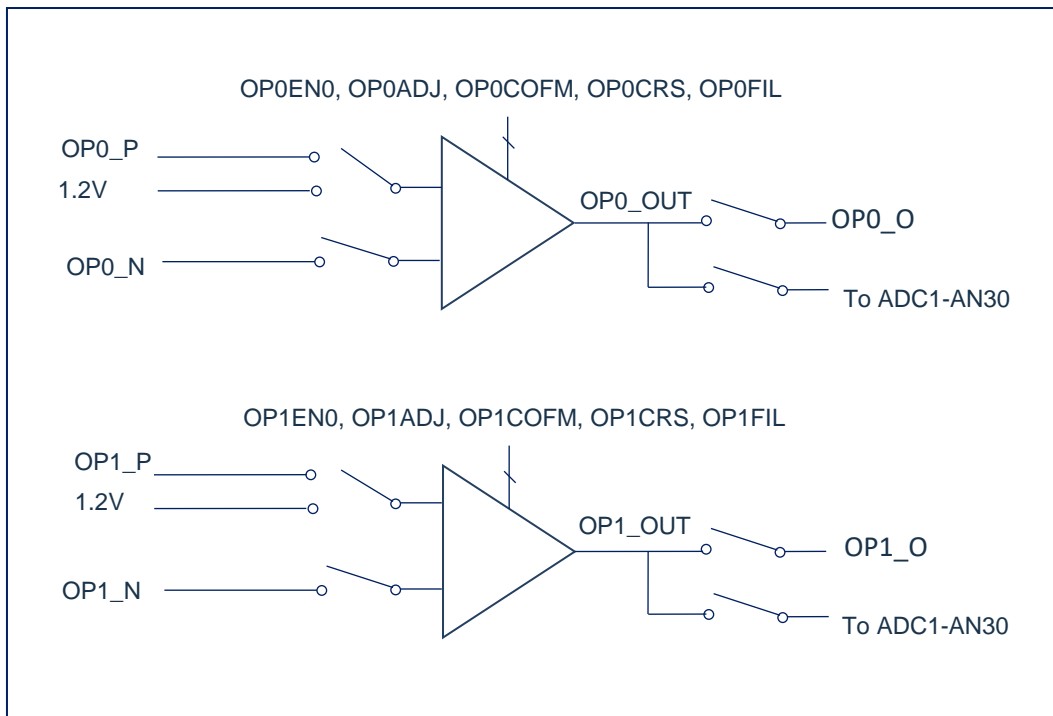 OP0EN0, OP0ADJ, OP0COFM, OP0CRS, OP0FIL
OP0_P
1.2V
OP0_N
OP0_OUT
OP0_O
To ADC1-AN30
OP1EN0, OP1ADJ, OP1COFM, OP1CRS, OP1FIL
OP1_P
1.2V
OP1_N
OP1_OUT
OP1_O
To ADC1-AN30